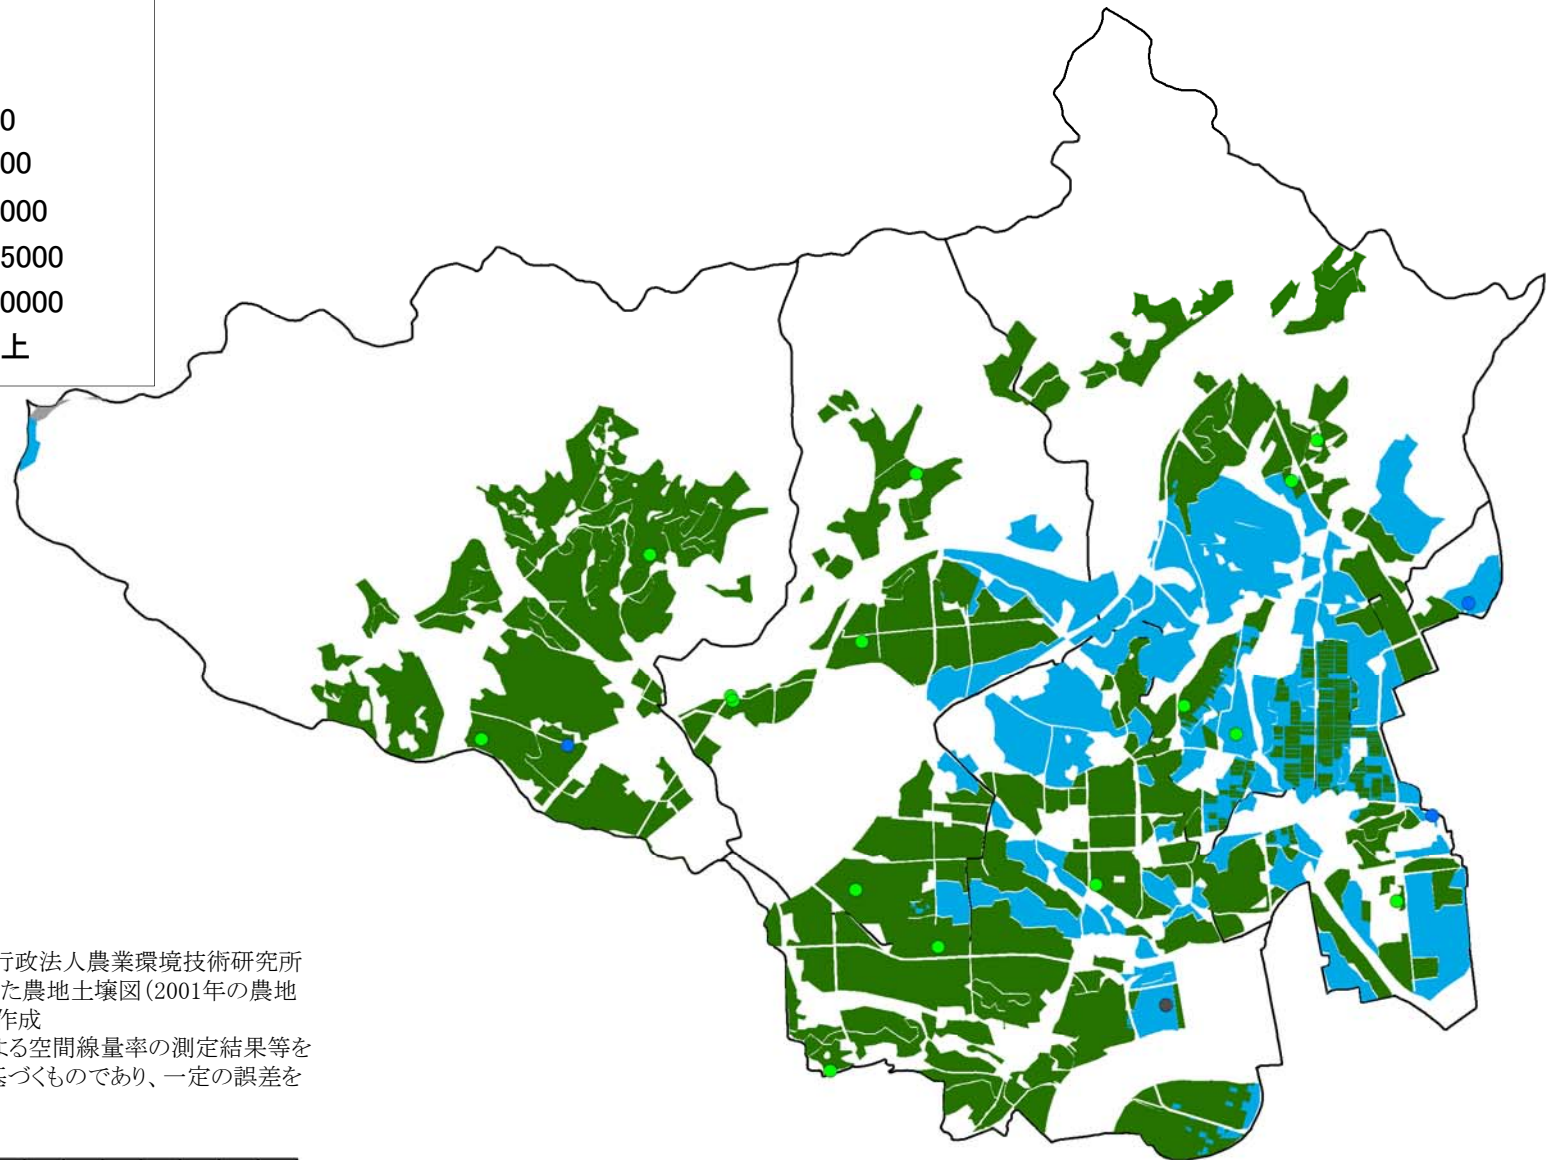 0
00
000
5000
0000
上
行政法人農業環境技術研究所
た農地土壌図(2001年の農地
作成
よる空間線量率の測定結果等を
基づくものであり、一定の誤差を